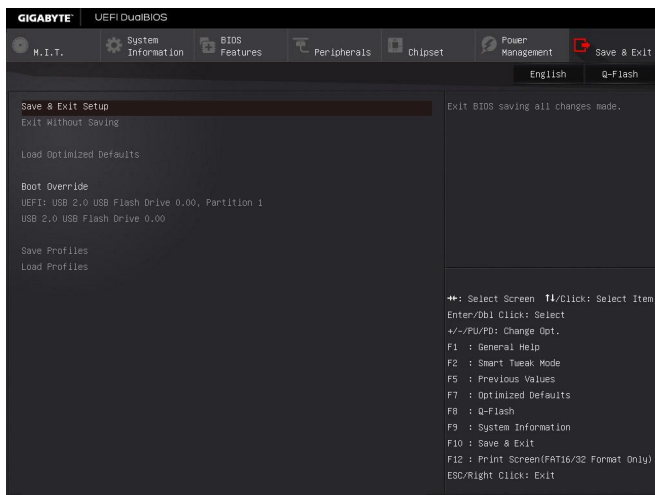 GIGABYTE™ UEFI DualBIOS
M.I.T.
System Information
BIOS Features
Peripherals
Chipset
Power Management
Save & Exit
English
Q-Flash
Save & Exit Setup
Exit Without Saving
Load Optimized Defaults
Boot Override
UEFI: USB 2.0 USB Flash Drive 0.00, Partition 1
USB 2.0 USB Flash Drive 0.00
Save Profiles
Load Profiles
Exit BIOS saving all changes made.
→←: Select Screen ↑↓/Click: Select Item
Enter/Dbl Click: Select
+/-/PU/PD: Change Opt.
F1 : General Help
F2 : Smart Tweak Mode
F5 : Previous Values
F7 : Optimized Defaults
F8 : Q-Flash
F9 : System Information
F10 : Save & Exit
F12 : Print Screen(FAT16/32 Format Only)
ESC/Right Click: Exit